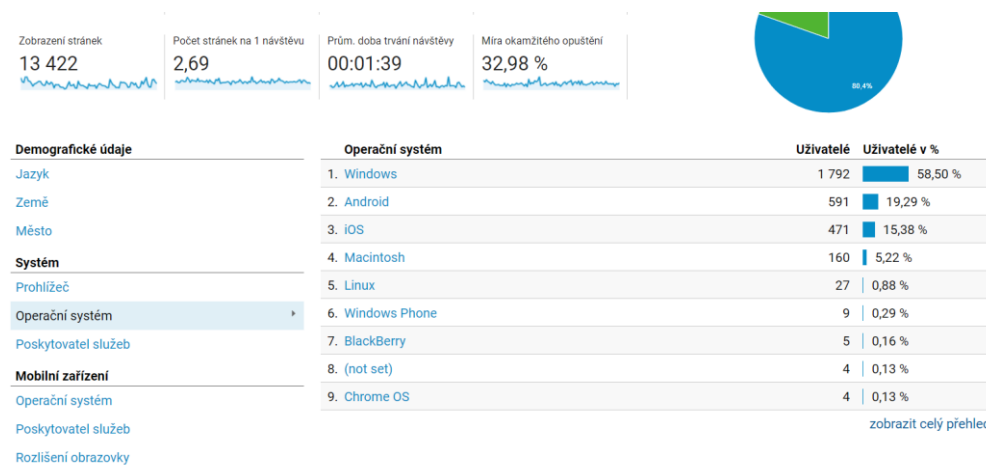 Zobrazení stránek
13 422
Počet stránek na 1 návštěvu
2,69
Prům. doba trvání návštěvy
00:01:39
Míra okamžitého opuštění
32,98 %
80,4%
Demografické údaje
Jazyk
Země
Město
Systém
Prohlížeč
Operační systém
Poskytovatel služeb
Mobilní zařízení
Operační systém
Poskytovatel služeb
Rozlišení obrazovky
Operační systém Uživatelé Uživatelé v %
1. Windows 1 792 58,50 %
2. Android 591 19,29 %
3. iOS 471 15,38 %
4. Macintosh 160 5,22 %
5. Linux 27 0,88 %
6. Windows Phone 9 0,29 %
7. BlackBerry 5 0,16 %
8. (not set) 4 0,13 %
9. Chrome OS 4 0,13 %
zobrazit celý přehled